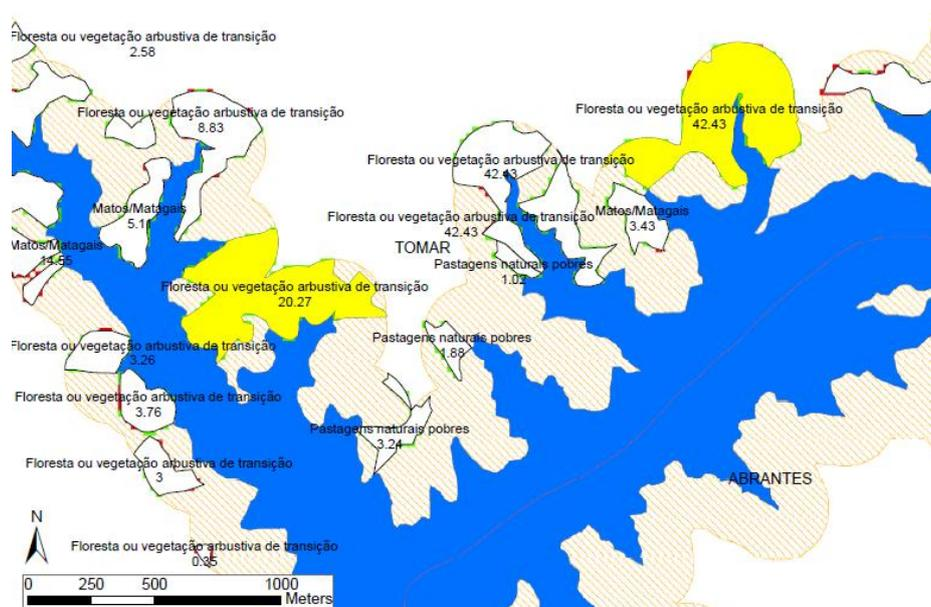 Floresta ou vegetação arbustiva de transição
2.58
Floresta ou vegetação arbustiva de transição
8.83
Floresta ou vegetação arbustiva de transição
42.43
Floresta ou vegetação arbustiva de transição
42.43
Matos/Matagais
5.11
Floresta ou vegetação arbustiva de transição
42.43
Matos/Matagais
3.43
Matos/Matagais
14.55
TOMAR
Pastagens naturais pobres
1.02
Floresta ou vegetação arbustiva de transição
20.27
Floresta ou vegetação arbustiva de transição
3.26
Pastagens naturais pobres
1.88
Floresta ou vegetação arbustiva de transição
3.76
Pastagens naturais pobres
3.24
Floresta ou vegetação arbustiva de transição
3
ABRANTES
Floresta ou vegetação arbustiva de transição
0.35
N
0 250 500 1000
Meters